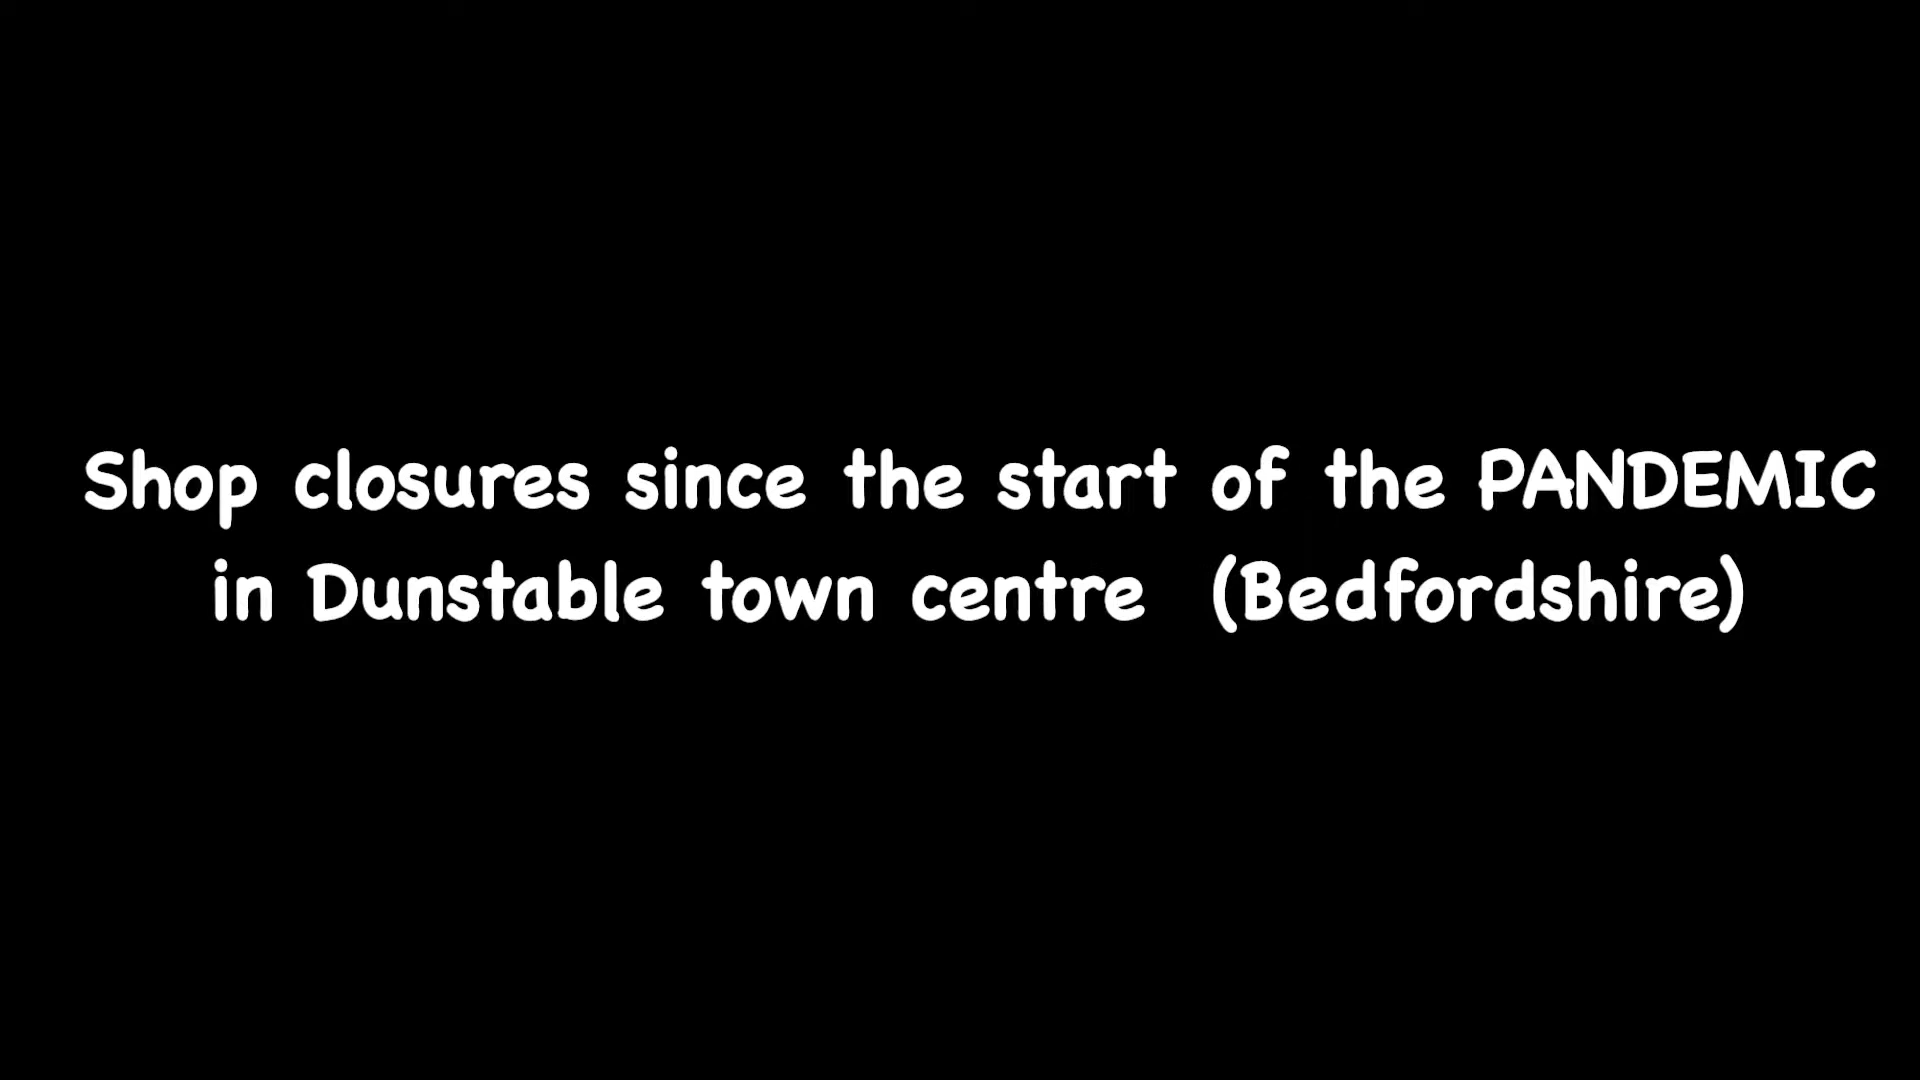 Shop closures since the start of the PANDEMIC
in Dunstable town centre (Bedfordshire)